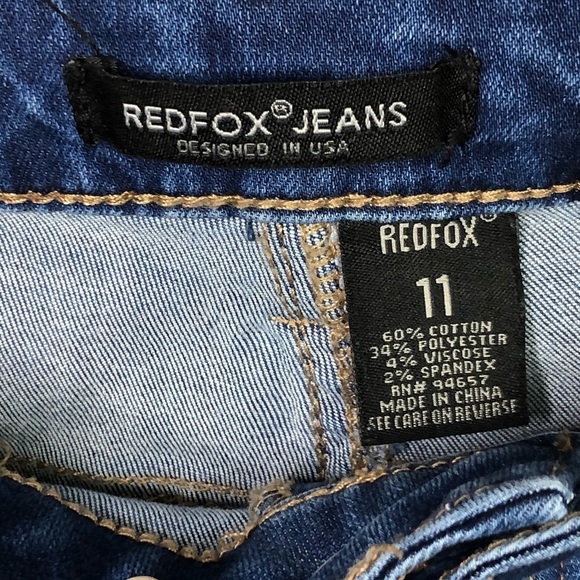 REDFOX® JEANS
DESIGNED IN USA
REDFOX®
11
60% COTTON
34% POLYESTER
4% VISCOSE
2% SPANDEX
RN# 94657
MADE IN CHINA
SEE CARE ON REVERSE